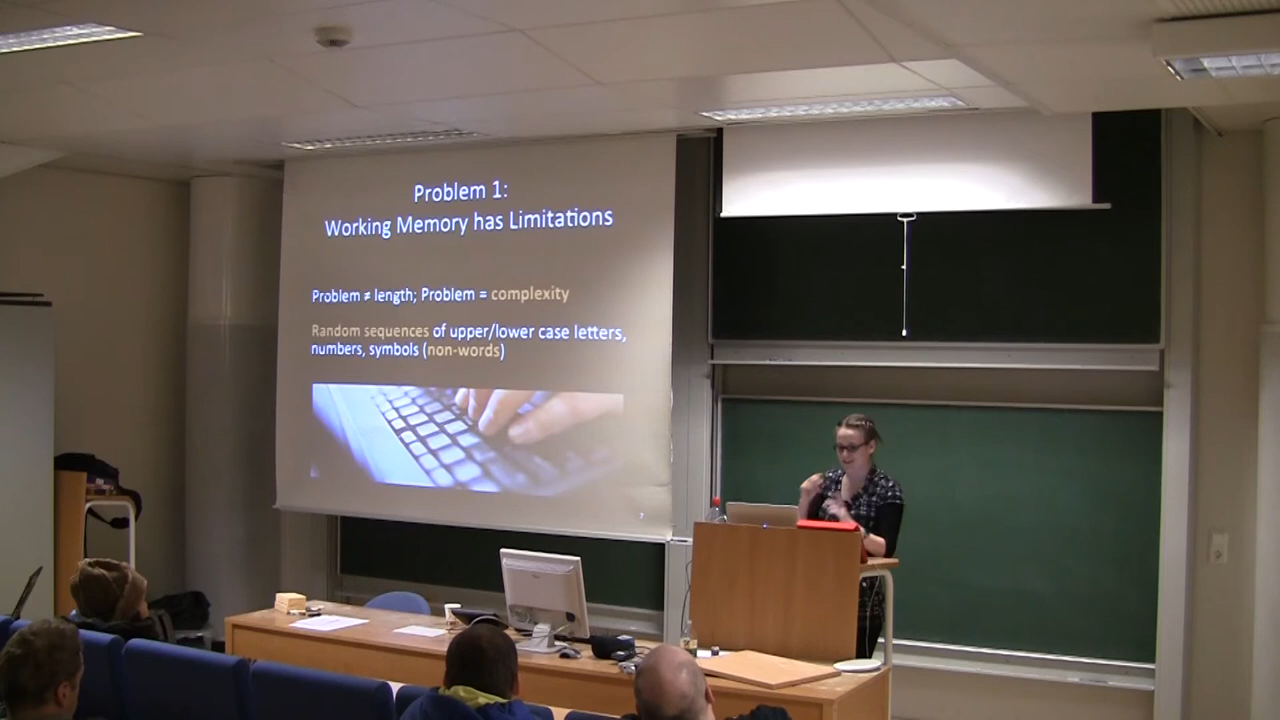 Problem 1:
Working Memory has Limitations
Problem ≠ length; Problem = complexity
Random sequences of upper/lower case letters,
numbers, symbols (non-words)
7